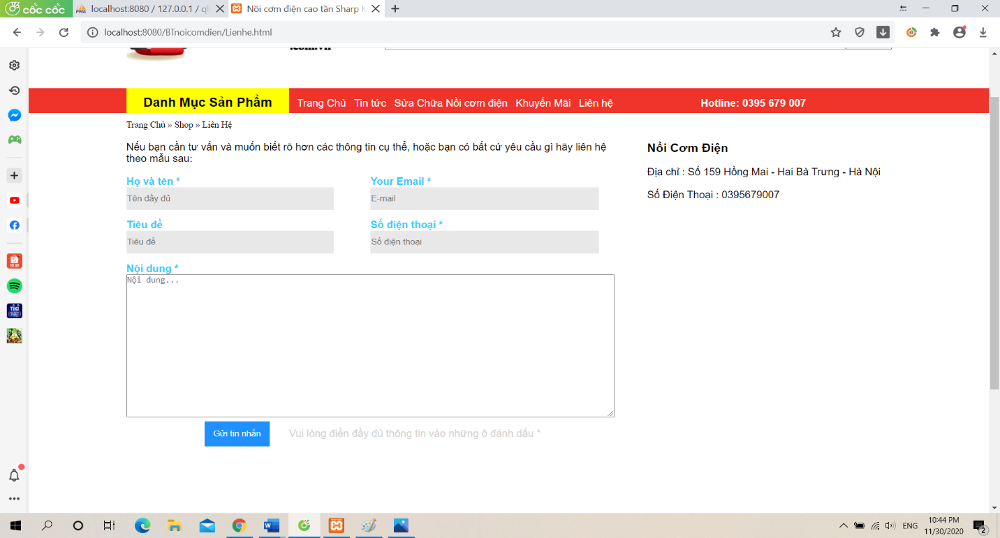 cốc cốc
localhost:8080 / 127.0.0.1 / ql
Nồi cơm điện cao tần Sharp K
localhost:8080/BTnoicomdien/Lienhe.html
Danh Mục Sản Phẩm
Trang Chủ Tin tức Sửa Chữa Nồi cơm điện Khuyến Mãi Liên hệ
Hotline: 0395 679 007
Trang Chủ » Shop » Liên Hệ
Nếu bạn cần tư vấn và muốn biết rõ hơn các thông tin cụ thể, hoặc bạn có bất cứ yêu cầu gì hãy liên hệ
theo mẫu sau:
Họ và tên *
Your Email *
Tên đầy đủ
E-mail
Tiêu đề
Số điện thoại *
Tiêu đề
Số điện thoại
Nội dung *
Nội dung...
Gửi tin nhắn
Vui lòng điền đầy đủ thông tin vào những ô đánh dấu *
Nồi Cơm Điện
Địa chỉ : Số 159 Hồng Mai - Hai Bà Trưng - Hà Nội
Số Điện Thoại : 0395679007
ENG
10:44 PM
11/30/2020
2